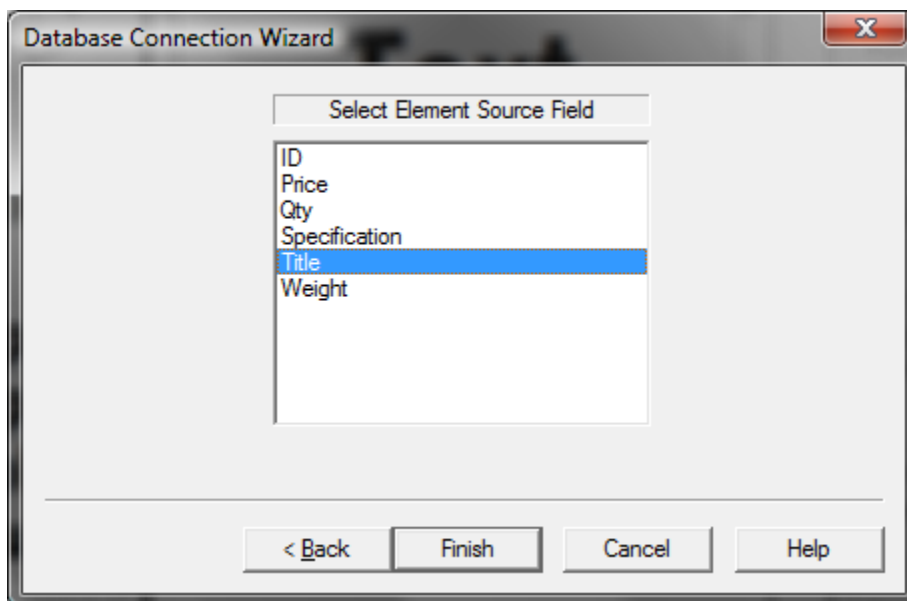 Database Connection Wizard
Select Element Source Field
ID
Price
Qty
Specification
Title
Weight
< Back
Finish
Cancel
Help